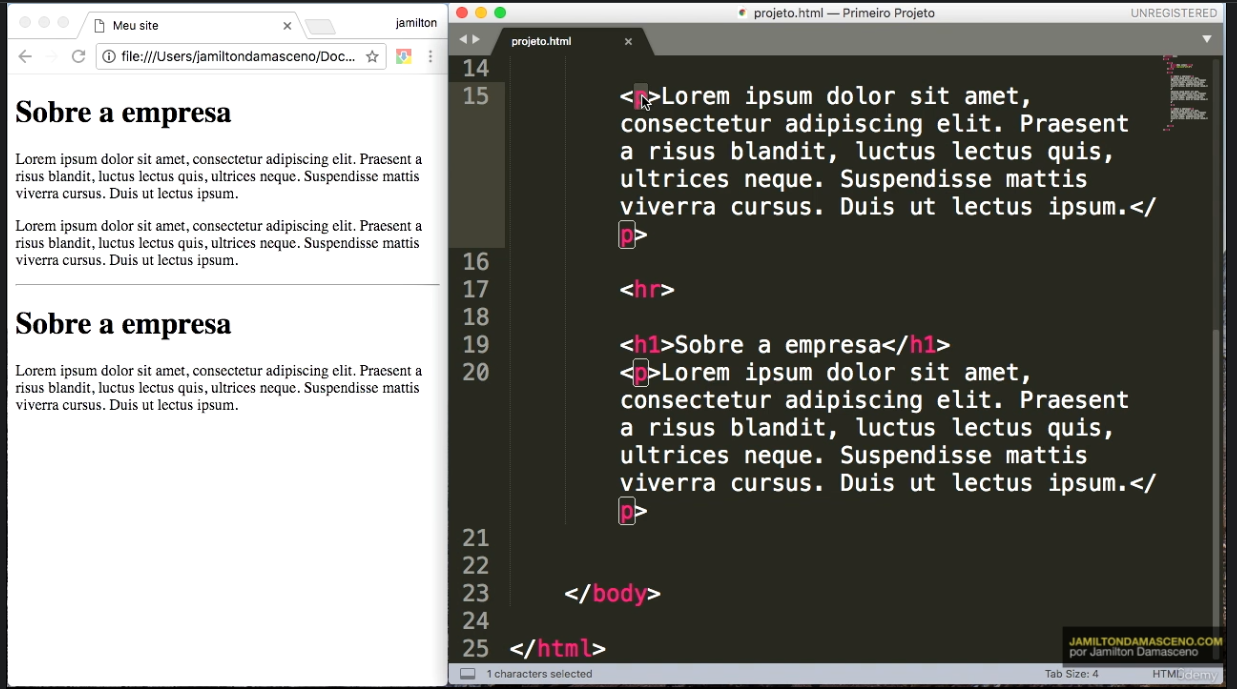 Meu site
jamilton
file:///Users/jamiltondamasceno/Doc...
Sobre a empresa
Lorem ipsum dolor sit amet, consectetur adipiscing elit. Praesent a
risus blandit, luctus lectus quis, ultrices neque. Suspendisse mattis
viverra cursus. Duis ut lectus ipsum.
Lorem ipsum dolor sit amet, consectetur adipiscing elit. Praesent a
risus blandit, luctus lectus quis, ultrices neque. Suspendisse mattis
viverra cursus. Duis ut lectus ipsum.
Sobre a empresa
Lorem ipsum dolor sit amet, consectetur adipiscing elit. Praesent a
risus blandit, luctus lectus quis, ultrices neque. Suspendisse mattis
viverra cursus. Duis ut lectus ipsum.
projeto.html — Primeiro Projeto
UNREGISTERED
projeto.html
14
15 <p>Lorem ipsum dolor sit amet,
consectetur adipiscing elit. Praesent
a risus blandit, luctus lectus quis,
ultrices neque. Suspendisse mattis
viverra cursus. Duis ut lectus ipsum.</
p>
16
17 <hr>
18
19 <h1>Sobre a empresa</h1>
20 <p>Lorem ipsum dolor sit amet,
consectetur adipiscing elit. Praesent
a risus blandit, luctus lectus quis,
ultrices neque. Suspendisse mattis
viverra cursus. Duis ut lectus ipsum.</
p>
21
22
23 </body>
24
25 </html>
JAMILTONDAMASCENO.COM
por Jamilton Damasceno
1 characters selected
Tab Size: 4
HTML
Udemy